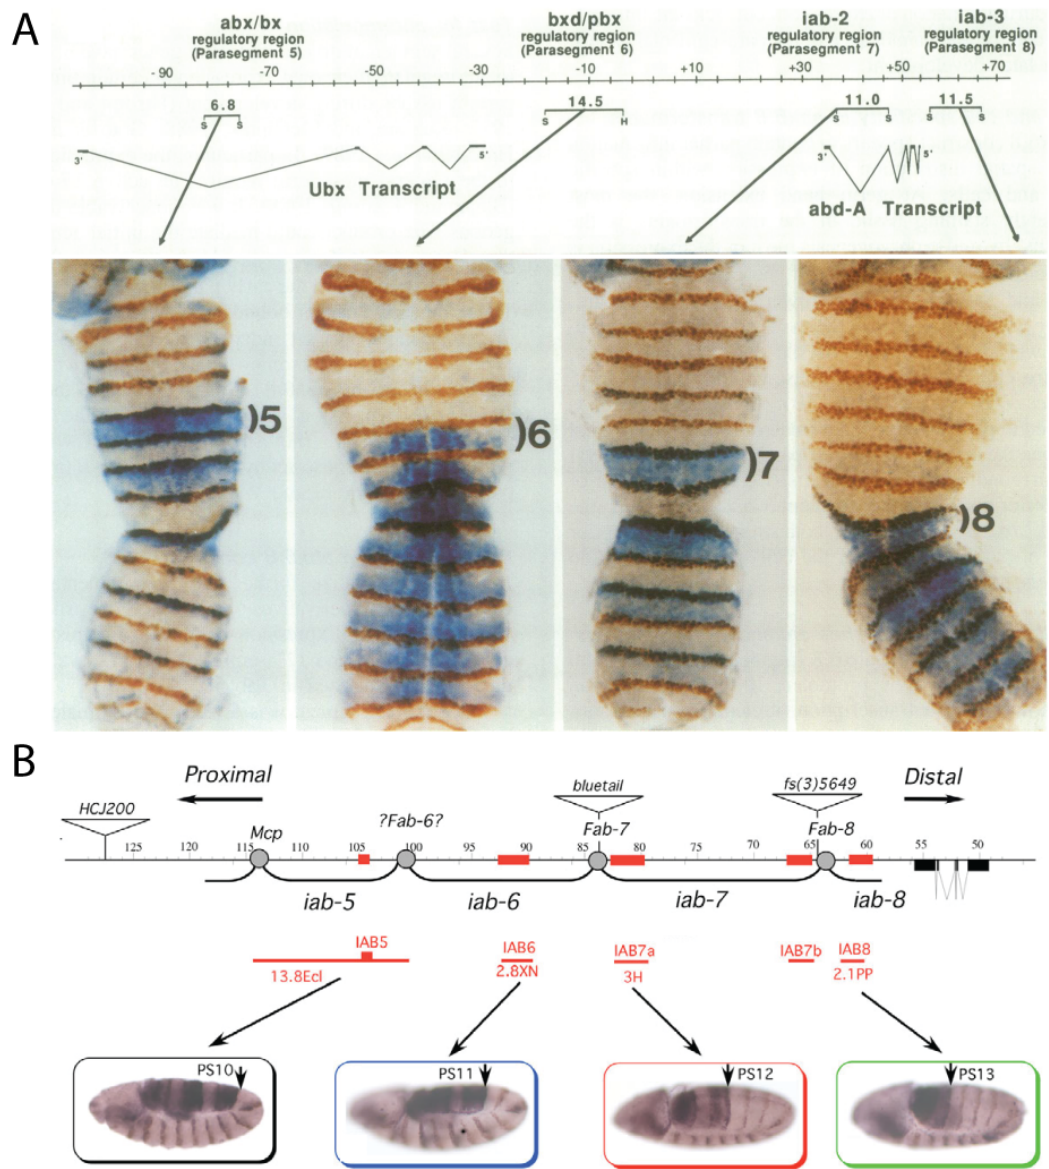 A
abx/bx
regulatory region
(Parasegment 5)
bxd/pbx
regulatory region
(Parasegment 6)
iab-2
regulatory region
(Parasegment 7)
iab-3
regulatory region
(Parasegment 8)
-90 -70 -50 -30 -10 +10 +30 +50 +70
6.8 14.5 11.0 11.5
S S S H S S S S
3' 5' 3' 5'
Ubx Transcript
abd-A Transcript
)5 )6 )7 )8
B
Proximal Distal
HCJ200 bluetail fs(3)5649
Mcp ?Fab-6? Fab-7 Fab-8
125 120 115 110 105 100 95 90 85 80 75 70 65 60 55 50
iab-5 iab-6 iab-7 iab-8
IAB5 IAB6 IAB7a IAB7b IAB8
13.8EcI 2.8XN 3H 2.1PP
PS10 PS11 PS12 PS13